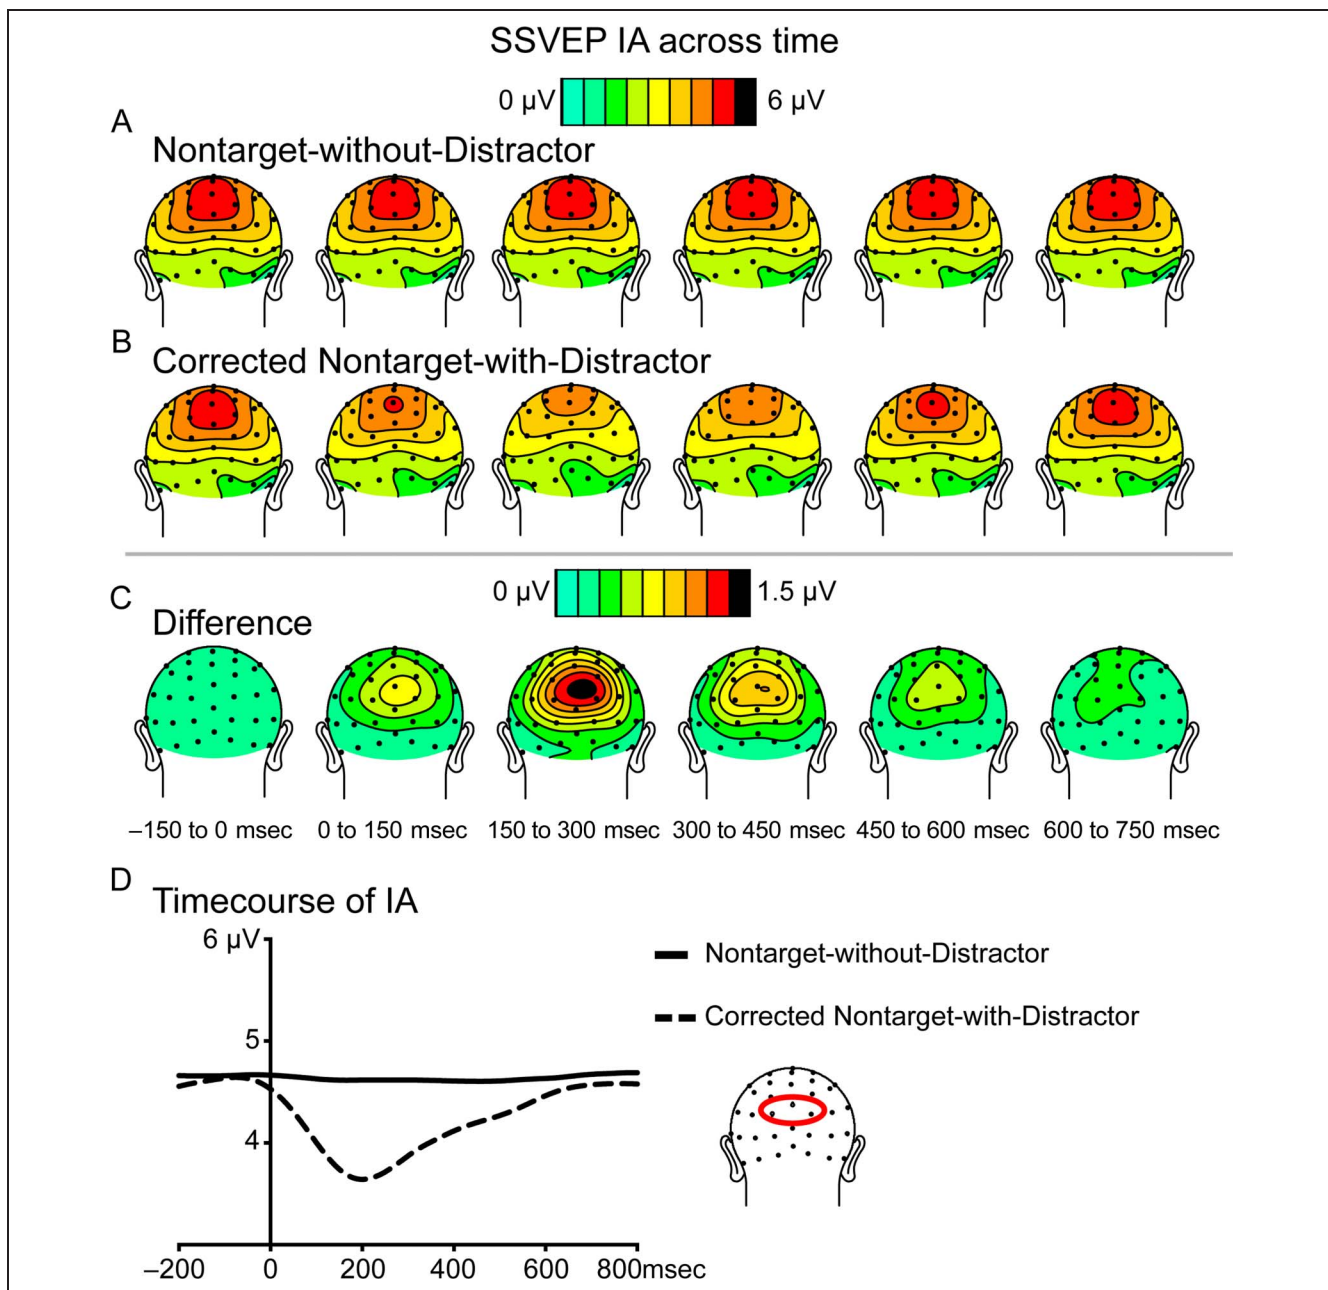 SSVEP IA across time
0 µV 6 µV
A
Nontarget-without-Distractor
B
Corrected Nontarget-with-Distractor
0 µV 1.5 µV
C
Difference
–150 to 0 msec 0 to 150 msec 150 to 300 msec 300 to 450 msec 450 to 600 msec 600 to 750 msec
D
Timecourse of IA
6 µV
Nontarget-without-Distractor
Corrected Nontarget-with-Distractor
5
4
–200 0 200 400 600 800msec